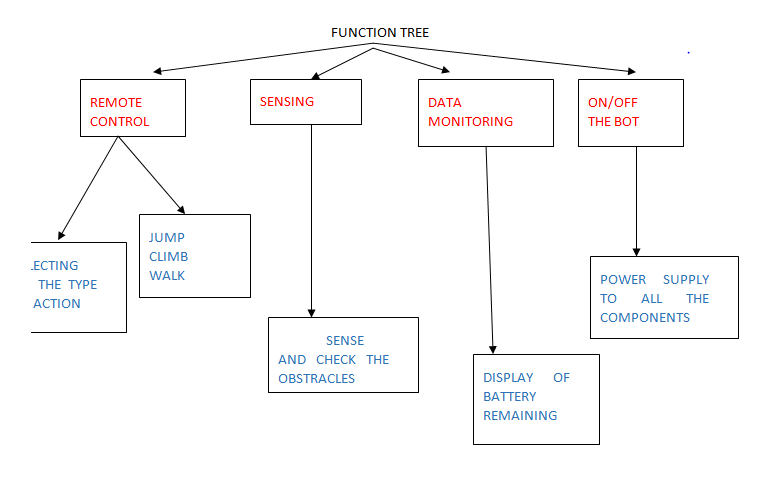 FUNCTION TREE
REMOTE
CONTROL
SENSING
DATA
MONITORING
ON/OFF
THE BOT
LECTING
THE TYPE
ACTION
JUMP
CLIMB
WALK
SENSE
AND CHECK THE
OBSTRACLES
DISPLAY OF
BATTERY
REMAINING
POWER SUPPLY
TO ALL THE
COMPONENTS